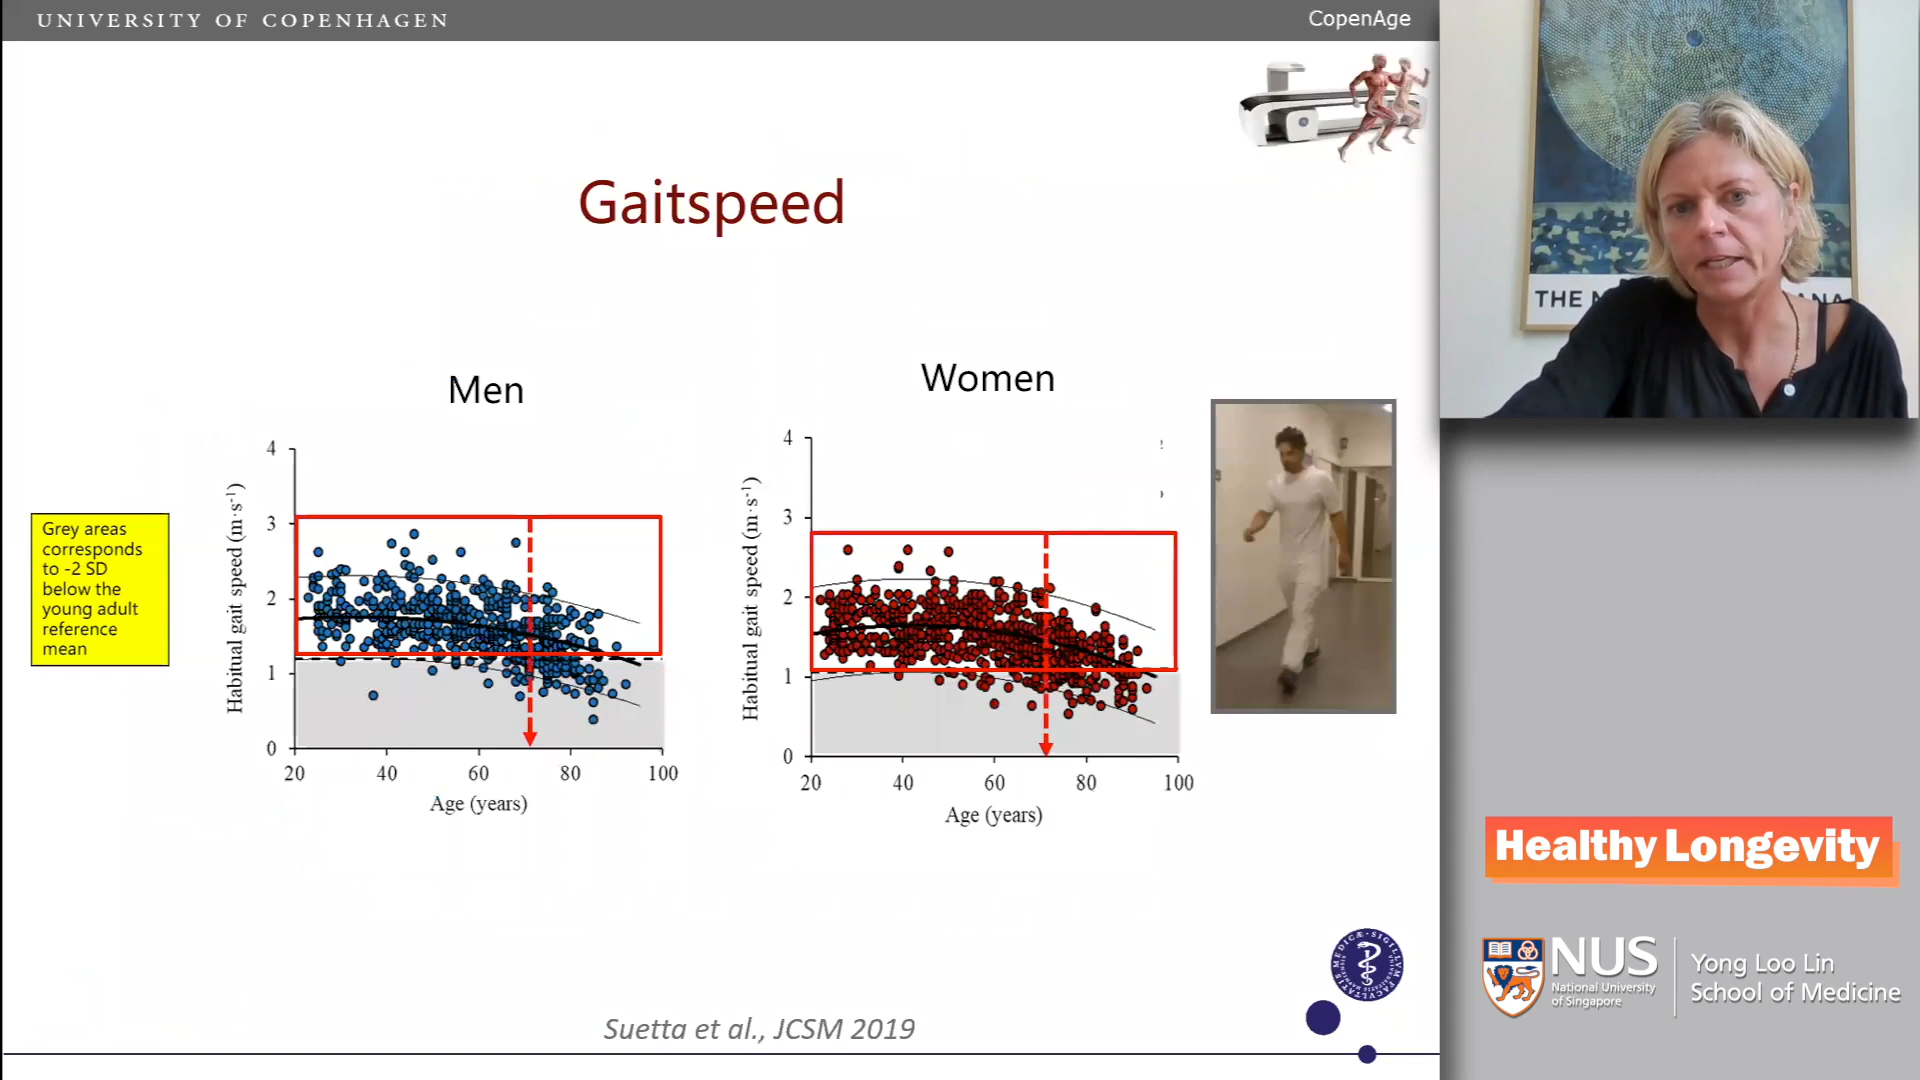 UNIVERSITY OF COPENHAGEN
CopenAge
Gaitspeed
Men
Women
Grey areas
corresponds
to -2 SD
below the
young adult
reference
mean
Habitual gait speed (m·s⁻¹)
4
3
2
1
0
20 40 60 80 100
Age (years)
Habitual gait speed (m·s⁻¹)
4
3
2
1
0
20 40 60 80 100
Age (years)
Suetta et al., JCSM 2019
THE
ANA
Healthy Longevity
NUS
National University
of Singapore
Yong Loo Lin
School of Medicine